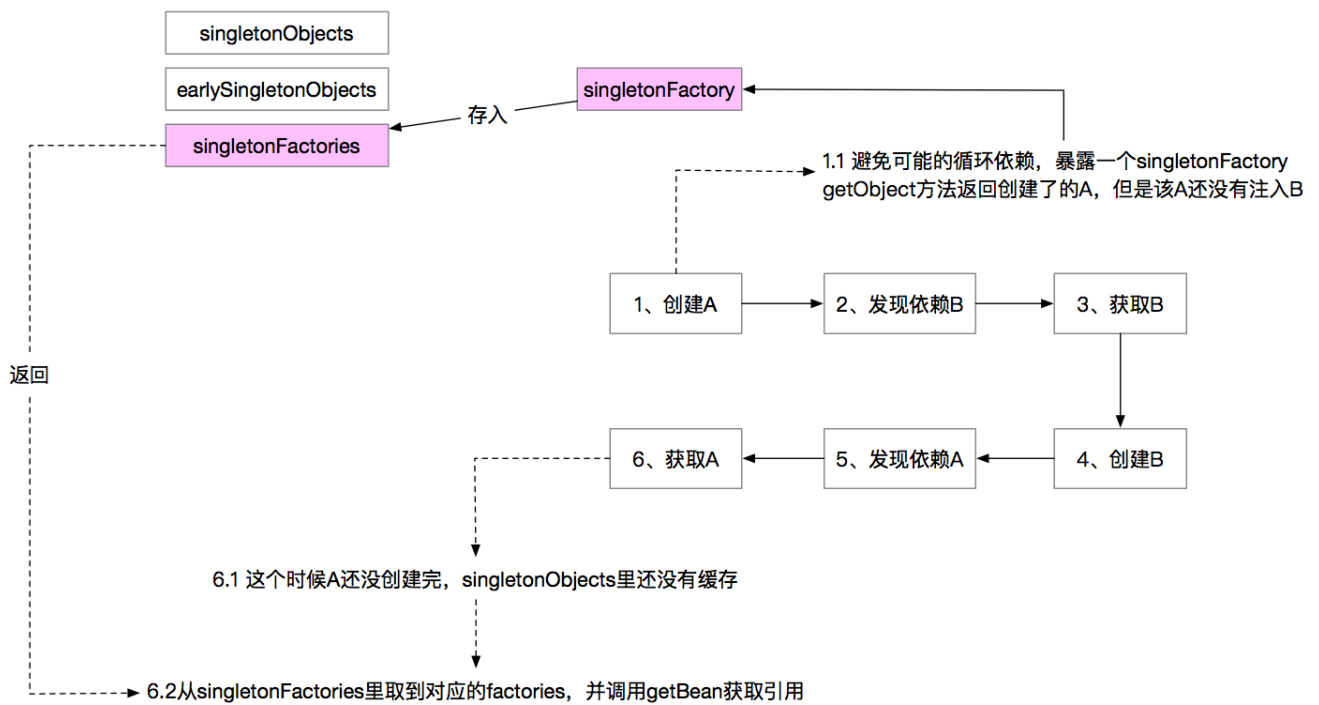 singletonObjects
earlySingletonObjects
singletonFactories
存入
singletonFactory
1.1 避免可能的循环依赖，暴露一个singletonFactory
getObject方法返回创建了的A，但是该A还没有注入B
1、创建A
2、发现依赖B
3、获取B
返回
6、获取A
5、发现依赖A
4、创建B
6.1 这个时候A还没创建完，singletonObjects里还没有缓存
6.2从singletonFactories里取到对应的factories，并调用getBean获取引用